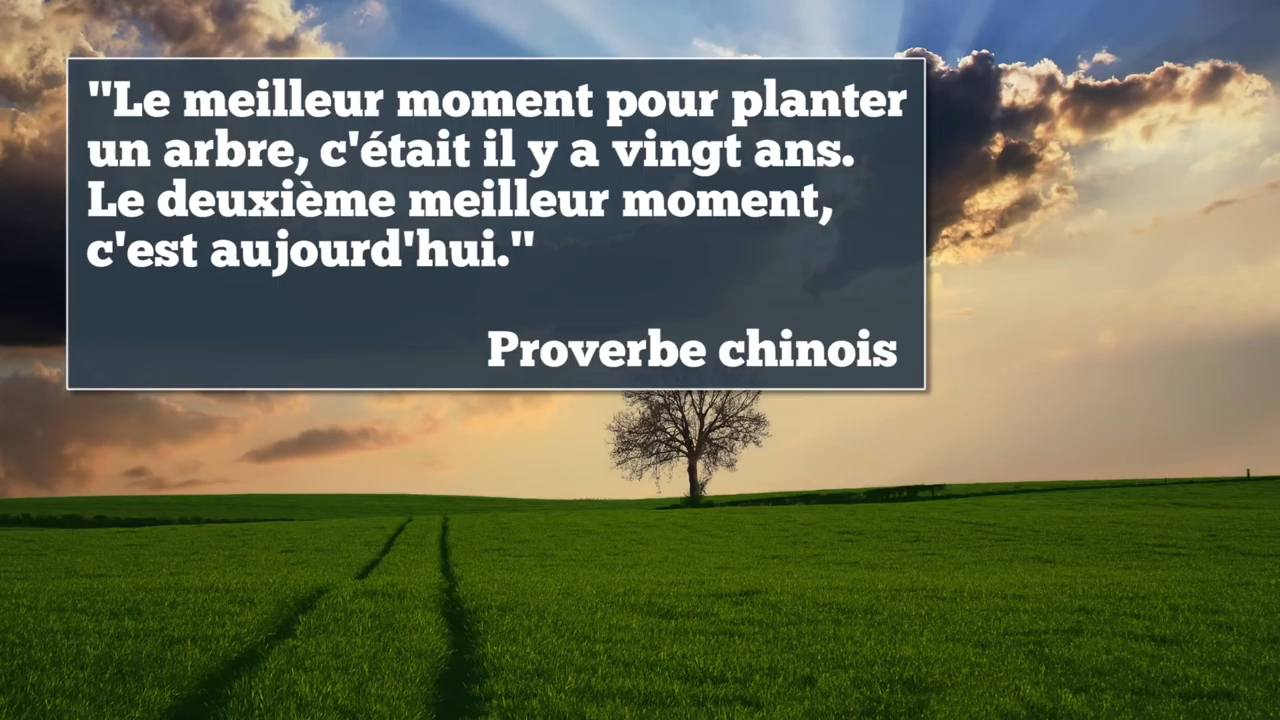 "Le meilleur moment pour planter
un arbre, c'était il y a vingt ans.
Le deuxième meilleur moment,
c'est aujourd'hui."
Proverbe chinois